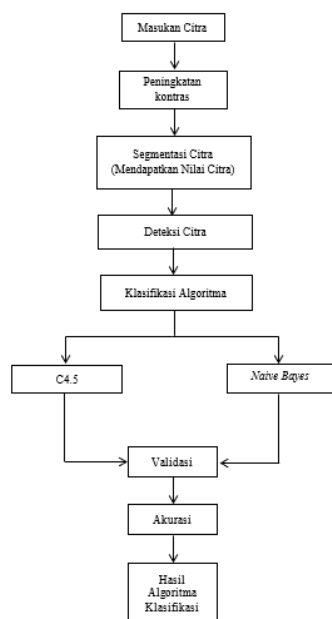 Masukan Citra
Peningkatan
kontras
Segmentasi Citra
(Mendapatkan Nilai Citra)
Deteksi Citra
Klasifikasi Algoritma
C4.5
Naive Bayes
Validasi
Akurasi
Hasil
Algoritma
Klasifikasi